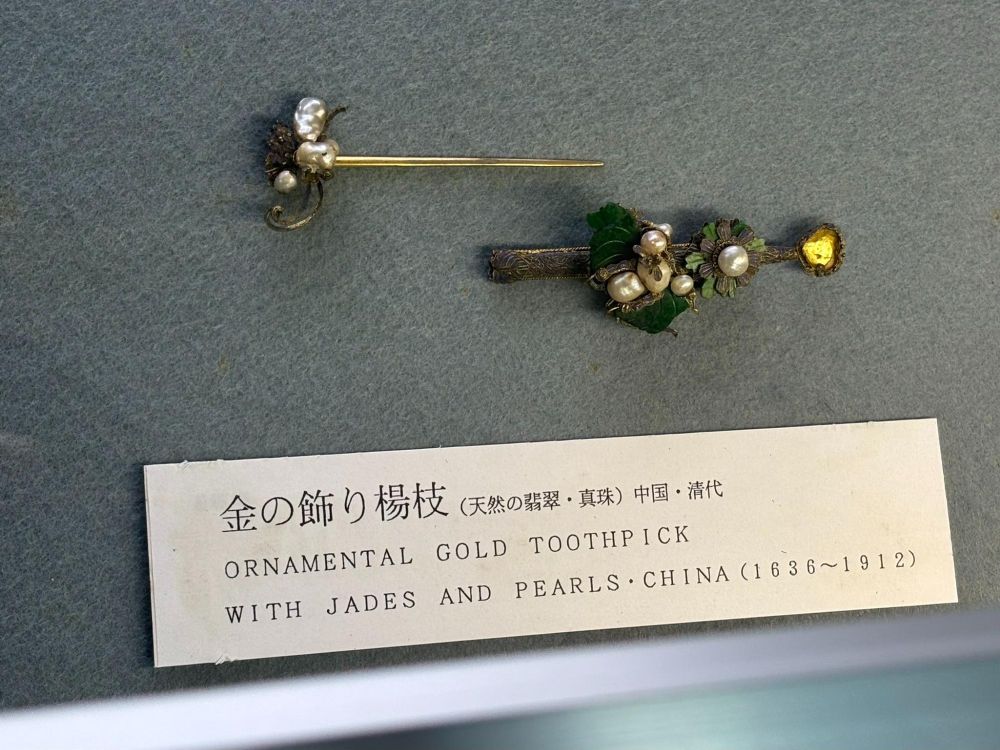 金の飾り楊枝（天然の翡翠・真珠）中国・清代
ORNAMENTAL GOLD TOOTHPICK
WITH JADES AND PEARLS・CHINA(1636～1912)